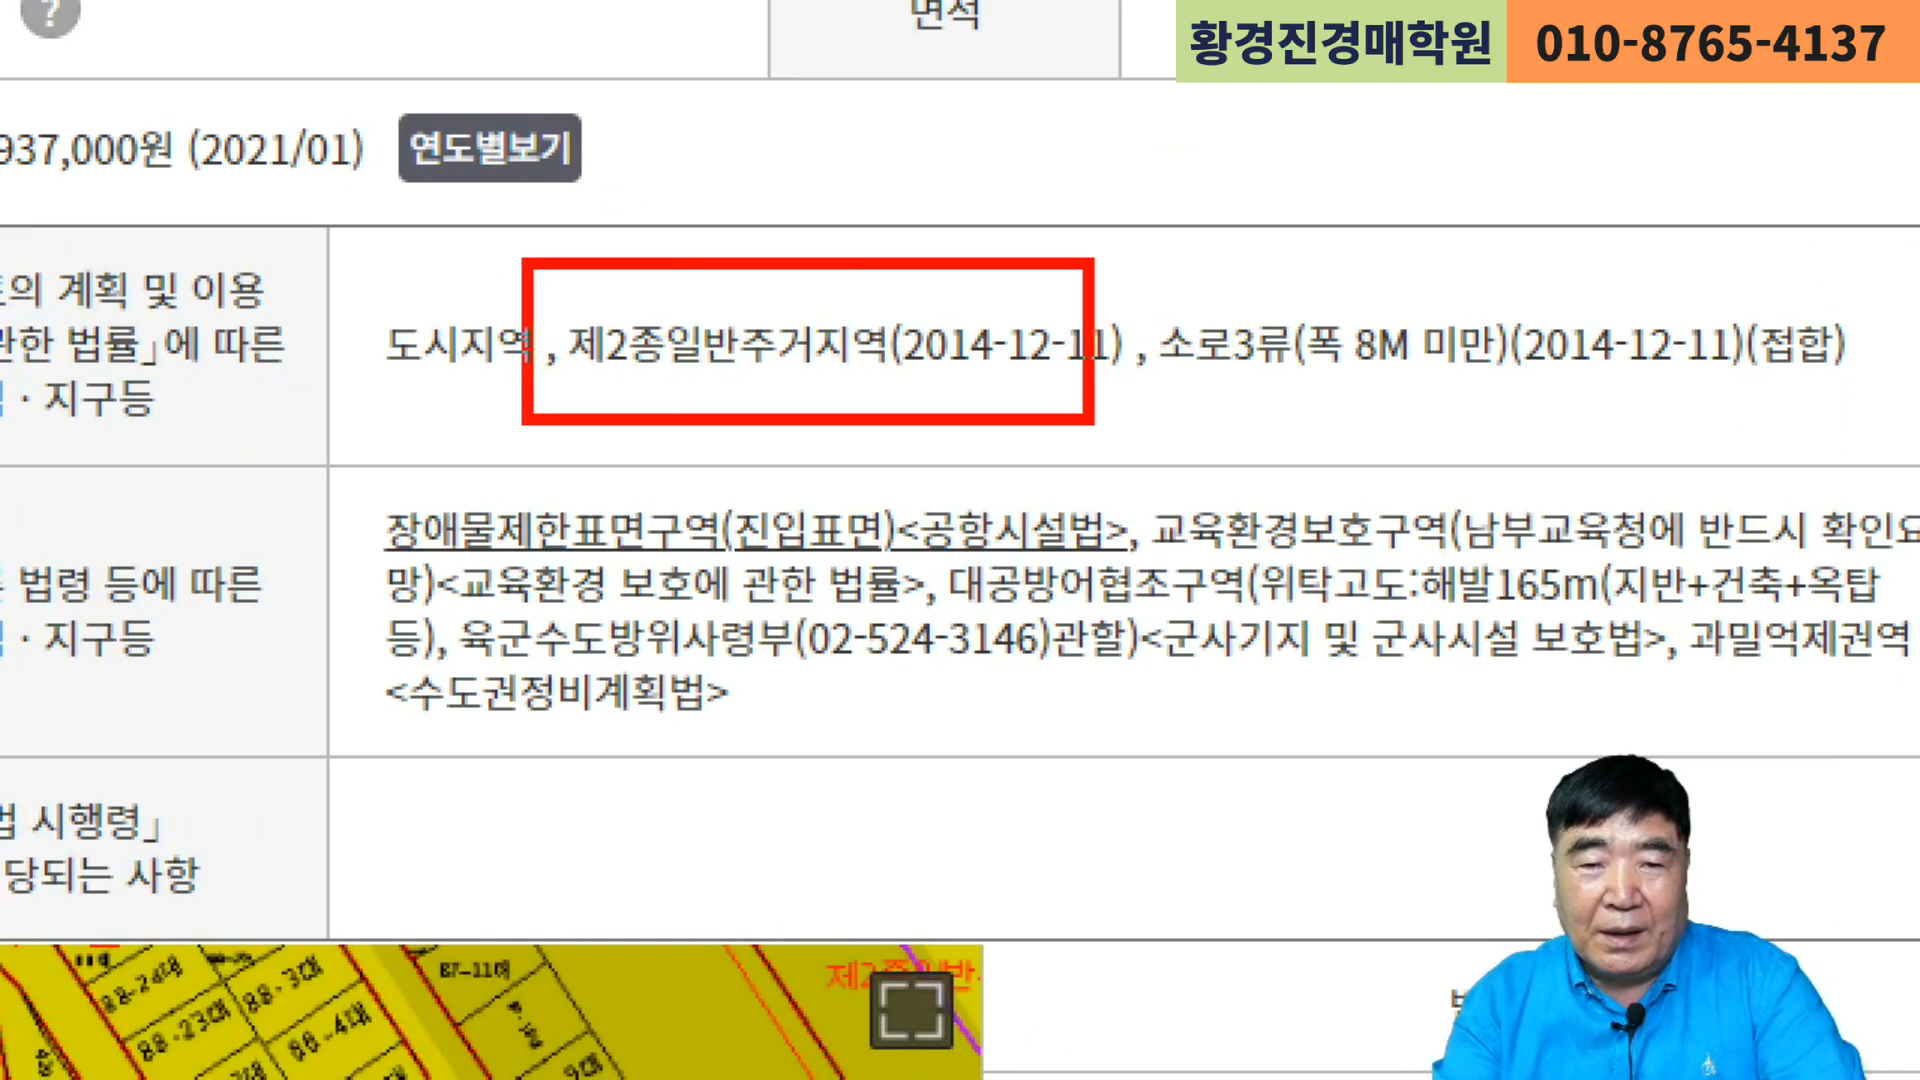 ?
면적
황경진경매학원 010-8765-4137
937,000원 (2021/01) 연도별보기
의 계획 및 이용
관한 법률」에 따른
· 지구등
도시지역 , 제2종일반주거지역(2014-12-11) , 소로3류(폭 8M 미만)(2014-12-11)(접합)
법령 등에 따른
· 지구등
장애물제한표면구역(진입표면)<공항시설법>, 교육환경보호구역(남부교육청에 반드시 확인요
망)<교육환경 보호에 관한 법률>, 대공방어협조구역(위탁고도:해발165m(지반+건축+옥탑
등), 육군수도방위사령부(02-524-3146)관할)<군사기지 및 군사시설 보호법>, 과밀억제권역
<수도권정비계획법>
법 시행령」
당되는 사항
88-24대
88-3대
87-11대
88-23대
88-4대
제2종일반
9대